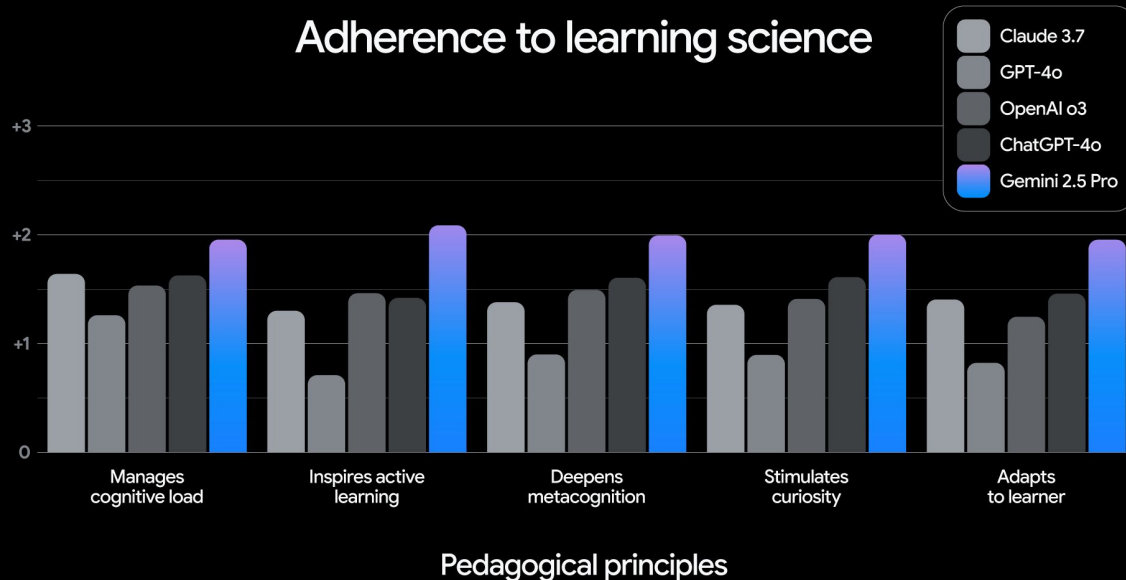 Adherence to learning science
Claude 3.7
GPT-4o
OpenAI o3
ChatGPT-4o
Gemini 2.5 Pro
+3
+2
+1
0
Manages
cognitive load
Inspires active
learning
Deepens
metacognition
Stimulates
curiosity
Adapts
to learner
Pedagogical principles